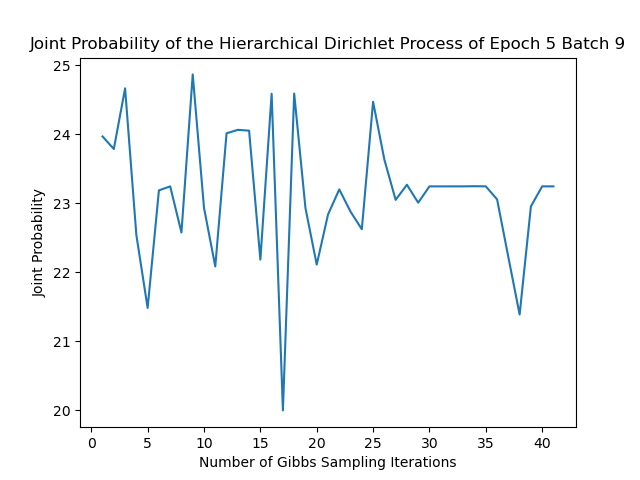 Joint Probability of the Hierarchical Dirichlet Process of Epoch 5 Batch 9
25
24
23
22
21
20
Joint Probability
0 5 10 15 20 25 30 35 40
Number of Gibbs Sampling Iterations